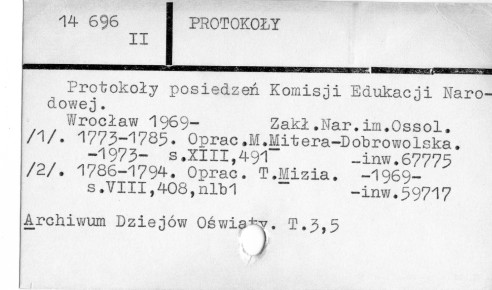 14 696
II
PROTOKOŁY
Protokoły posiedzeń Komisji Edukacji Naro-
dowej.
Wrocław 1969- Zakł.Nar.im.Ossol.
/1/. 1773-1785. Oprac.M.Mitera-Dobrowolska.
-1973- s.XIII,491 -inw.67775
/2/. 1786-1794. Oprac. T.Mizia. -1969-
s.VIII,408,nlb1 -inw.59717
Archiwum Dziejów Oświaty. T.3,5